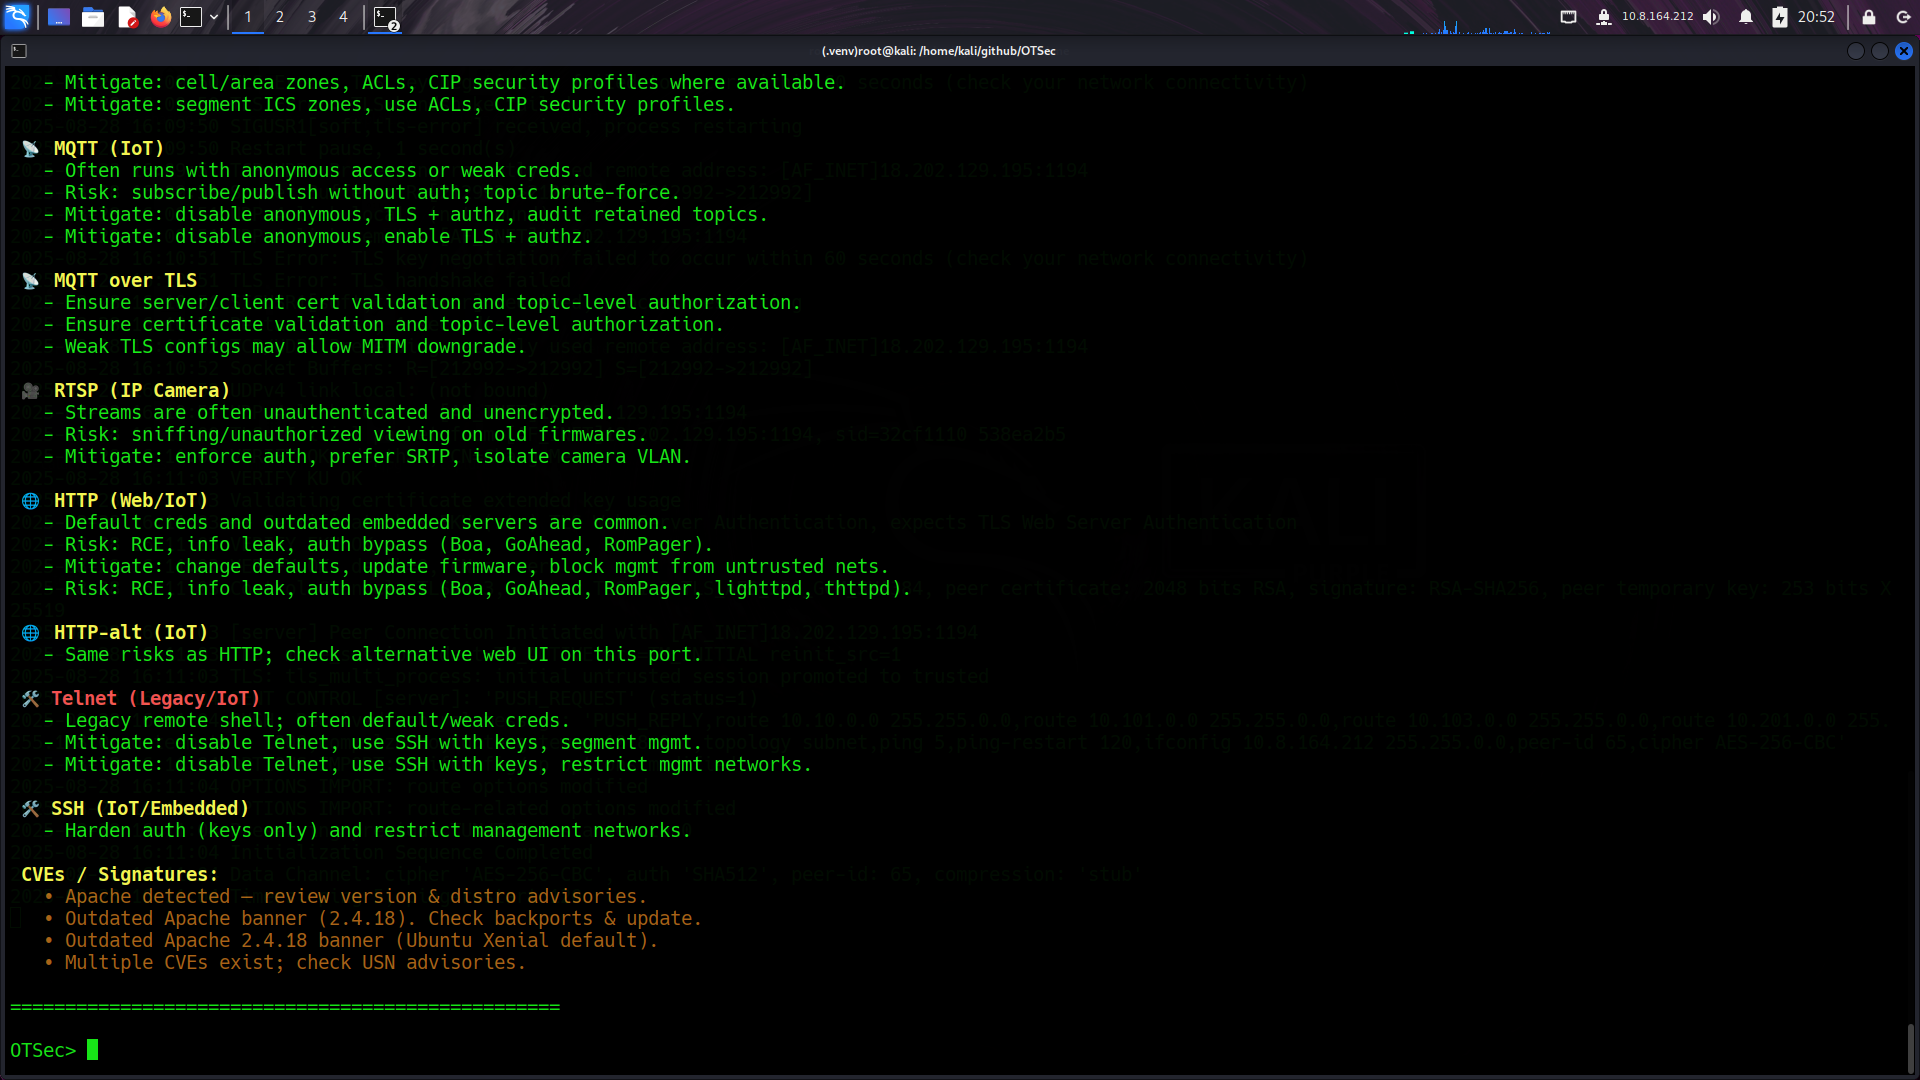 1 2 3 4 2 10.8.164.212 20:52
(.venv)root@kali: /home/kali/github/OTSec
- Mitigate: cell/area zones, ACLs, CIP security profiles where available.
- Mitigate: segment ICS zones, use ACLs, CIP security profiles.
MQTT (IoT)
- Often runs with anonymous access or weak creds.
- Risk: subscribe/publish without auth; topic brute-force.
- Mitigate: disable anonymous, TLS + authz, audit retained topics.
- Mitigate: disable anonymous, enable TLS + authz.
MQTT over TLS
- Ensure server/client cert validation and topic-level authorization.
- Ensure certificate validation and topic-level authorization.
- Weak TLS configs may allow MITM downgrade.
RTSP (IP Camera)
- Streams are often unauthenticated and unencrypted.
- Risk: sniffing/unauthorized viewing on old firmwares.
- Mitigate: enforce auth, prefer SRTP, isolate camera VLAN.
HTTP (Web/IoT)
- Default creds and outdated embedded servers are common.
- Risk: RCE, info leak, auth bypass (Boa, GoAhead, RomPager).
- Mitigate: change defaults, update firmware, block mgmt from untrusted nets.
- Risk: RCE, info leak, auth bypass (Boa, GoAhead, RomPager, lighttpd, thttpd).
HTTP-alt (IoT)
- Same risks as HTTP; check alternative web UI on this port.
Telnet (Legacy/IoT)
- Legacy remote shell; often default/weak creds.
- Mitigate: disable Telnet, use SSH with keys, segment mgmt.
- Mitigate: disable Telnet, use SSH with keys, restrict mgmt networks.
SSH (IoT/Embedded)
- Harden auth (keys only) and restrict management networks.
CVEs / Signatures:
• Apache detected — review version & distro advisories.
• Outdated Apache banner (2.4.18). Check backports & update.
• Outdated Apache 2.4.18 banner (Ubuntu Xenial default).
• Multiple CVEs exist; check USN advisories.
==================================================
OTSec>